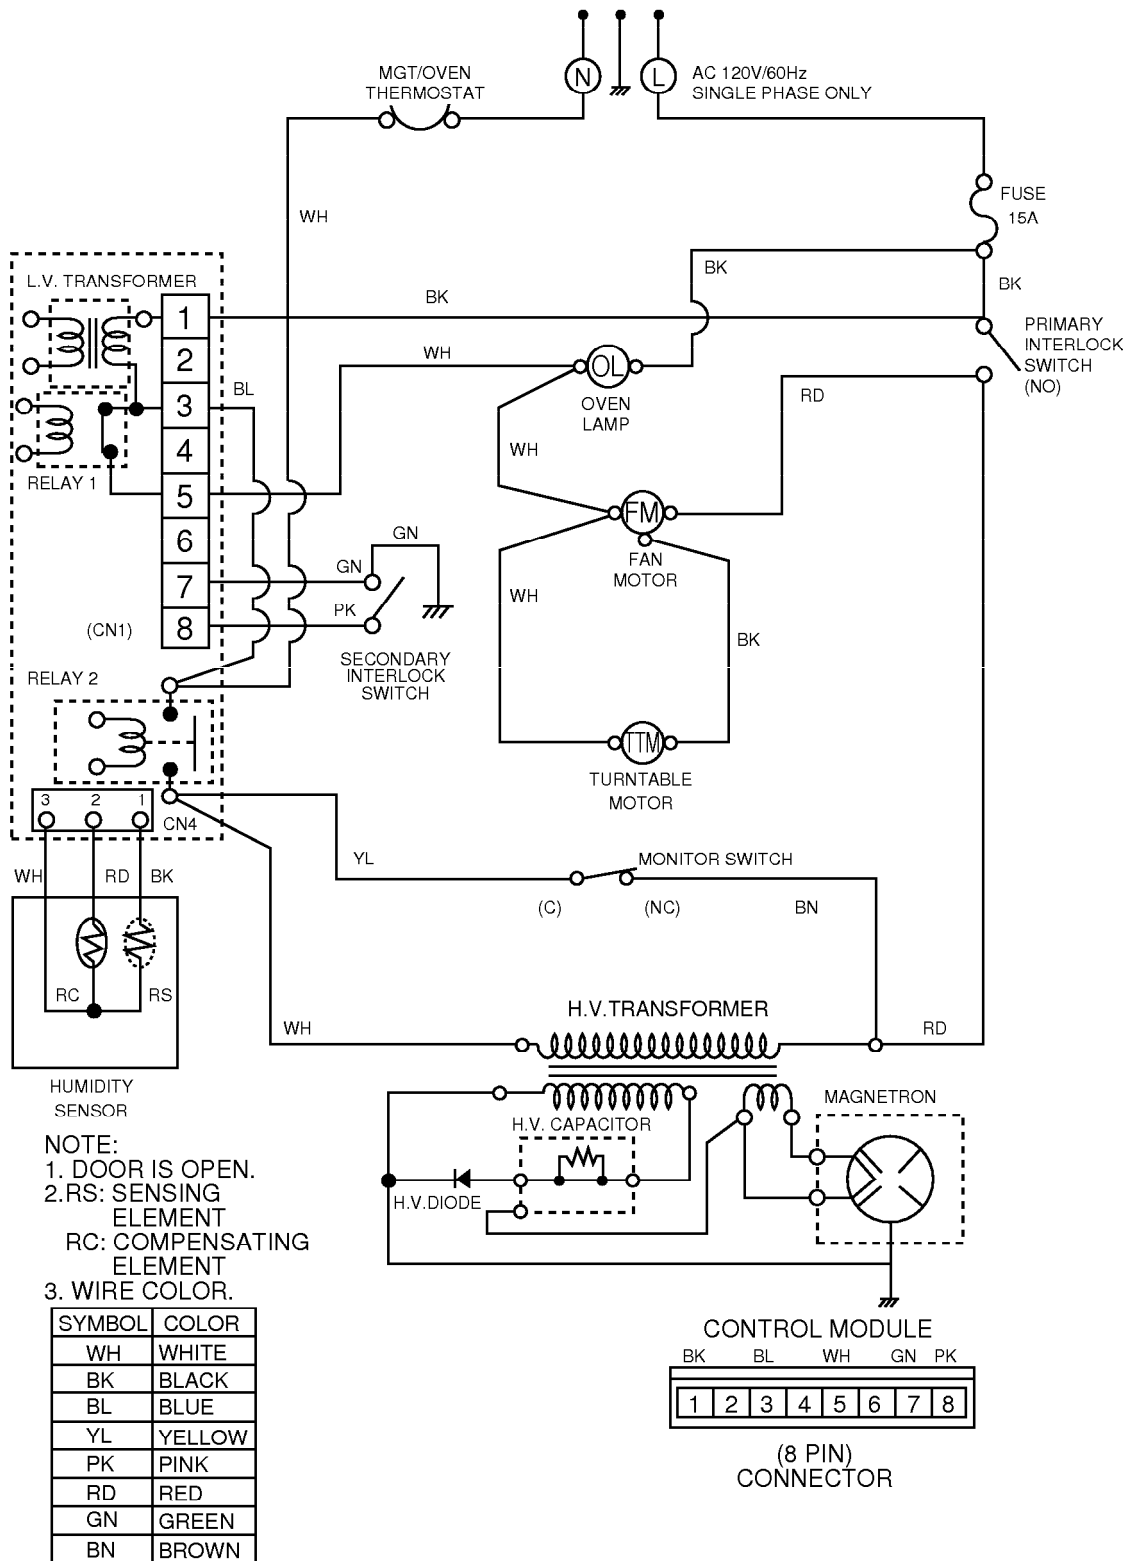 MGT/OVEN
THERMOSTAT
N
L
AC 120V/60Hz
SINGLE PHASE ONLY
FUSE
15A
WH
BK
BK
BK
L.V. TRANSFORMER
1
2
3
4
5
6
7
8
BL
WH
OL
OVEN
LAMP
PRIMARY
INTERLOCK
SWITCH
(NO)
RD
RELAY 1
WH
FM
FAN
MOTOR
GN
GN
PK
(CN1)
SECONDARY
INTERLOCK
SWITCH
WH
BK
RELAY 2
TTM
TURNTABLE
MOTOR
3 2 1
CN4
YL
MONITOR SWITCH
(C)
(NC)
BN
WH
RD
BK
RC
RS
HUMIDITY
SENSOR
WH
H.V.TRANSFORMER
RD
H.V. CAPACITOR
H.V.DIODE
MAGNETRON
NOTE:
1. DOOR IS OPEN.
2.RS: SENSING
ELEMENT
RC: COMPENSATING
ELEMENT
3. WIRE COLOR.
SYMBOL COLOR
WH WHITE
BK BLACK
BL BLUE
YL YELLOW
PK PINK
RD RED
GN GREEN
BN BROWN
CONTROL MODULE
BK BL WH GN PK
1 2 3 4 5 6 7 8
(8 PIN)
CONNECTOR